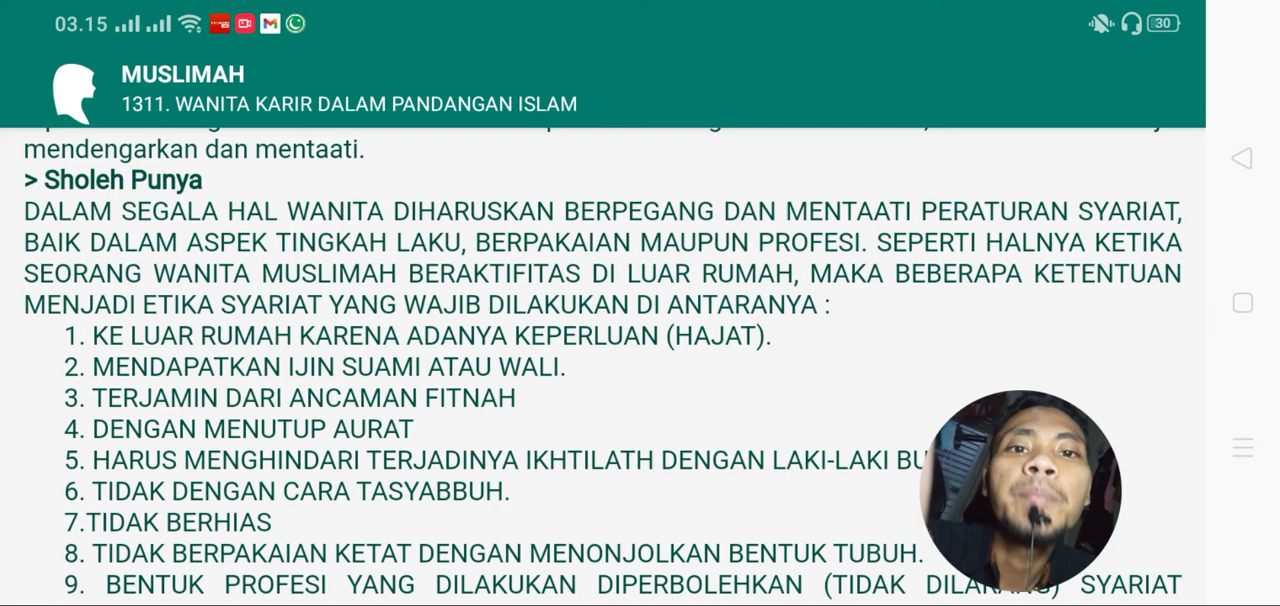 03.15
30
MUSLIMAH
1311. WANITA KARIR DALAM PANDANGAN ISLAM
mendengarkan dan mentaati.
> Sholeh Punya
DALAM SEGALA HAL WANITA DIHARUSKAN BERPEGANG DAN MENTAATI PERATURAN SYARIAT,
BAIK DALAM ASPEK TINGKAH LAKU, BERPAKAIAN MAUPUN PROFESI. SEPERTI HALNYA KETIKA
SEORANG WANITA MUSLIMAH BERAKTIFITAS DI LUAR RUMAH, MAKA BEBERAPA KETENTUAN
MENJADI ETIKA SYARIAT YANG WAJIB DILAKUKAN DI ANTARANYA :
1. KE LUAR RUMAH KARENA ADANYA KEPERLUAN (HAJAT).
2. MENDAPATKAN IJIN SUAMI ATAU WALI.
3. TERJAMIN DARI ANCAMAN FITNAH
4. DENGAN MENUTUP AURAT
5. HARUS MENGHINDARI TERJADINYA IKHTILATH DENGAN LAKI-LAKI
6. TIDAK DENGAN CARA TASYABBUH.
7.TIDAK BERHIAS
8. TIDAK BERPAKAIAN KETAT DENGAN MENONJOLKAN BENTUK TUBUH.
9. BENTUK PROFESI YANG DILAKUKAN DIPERBOLEHKAN (TIDAK DILARANG) SYARIAT